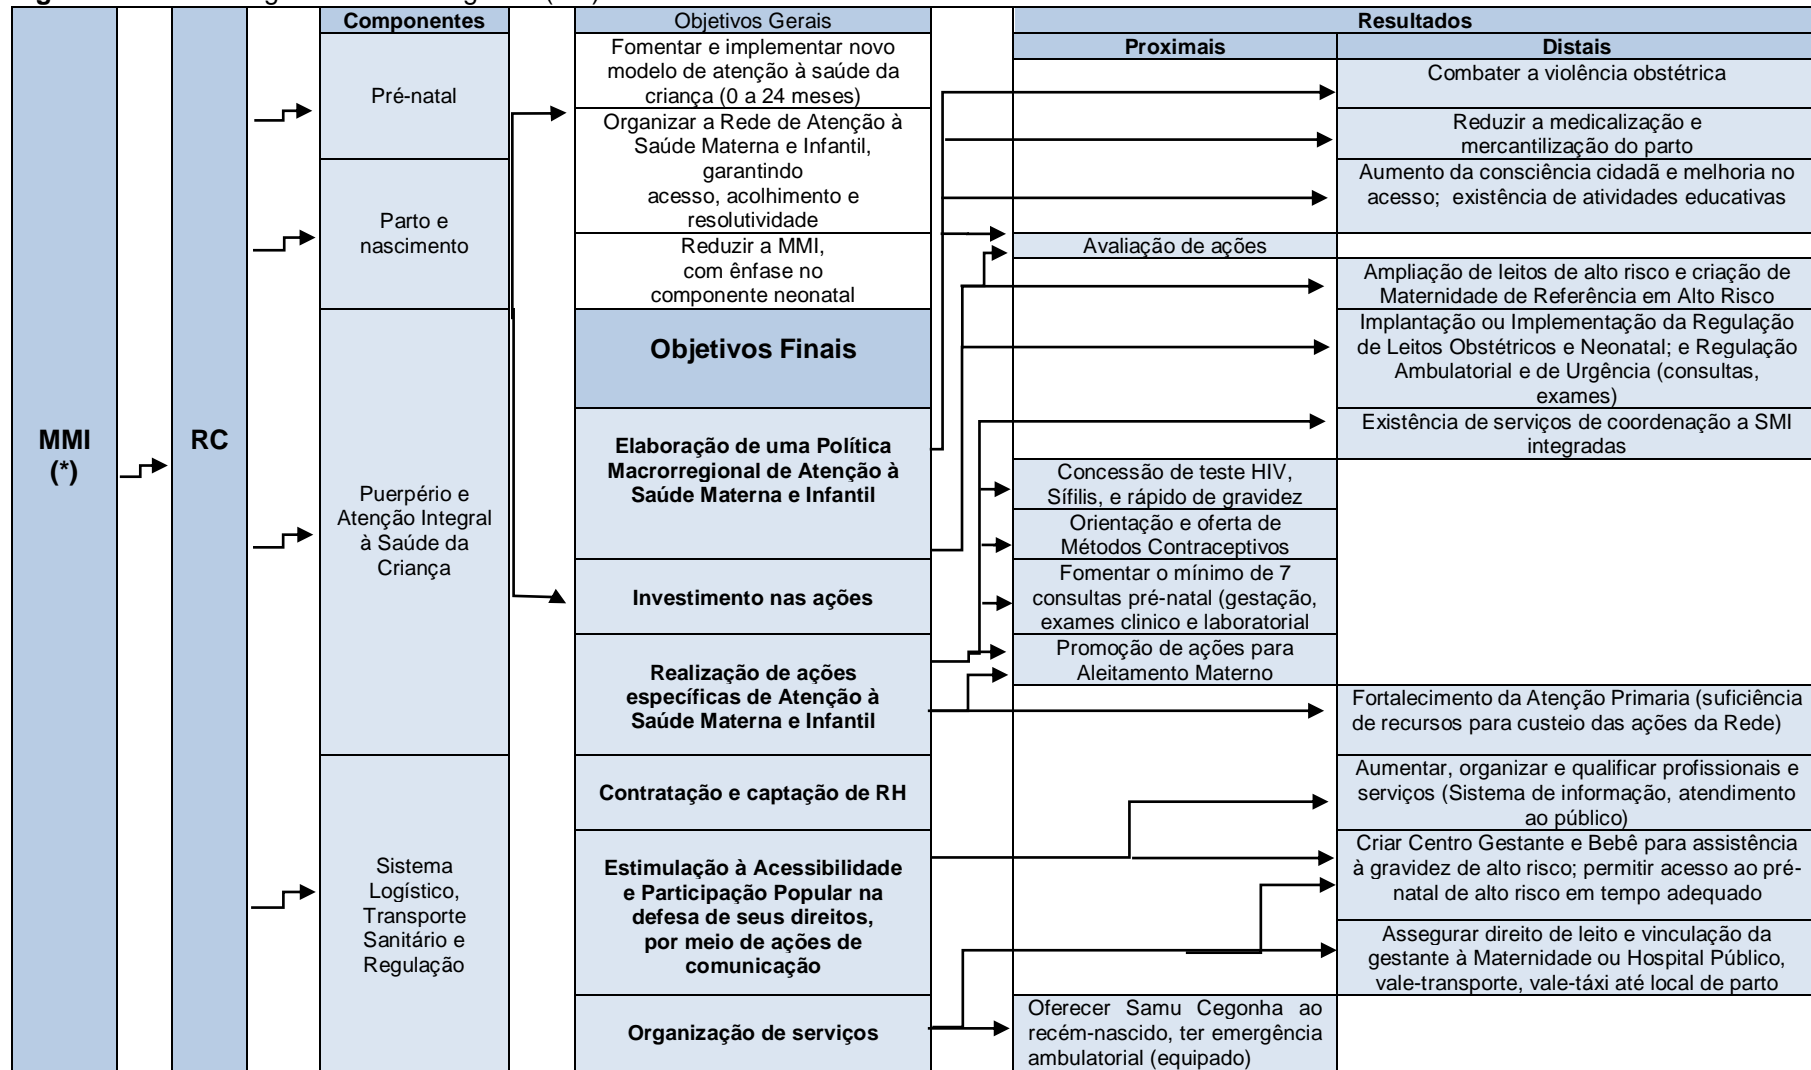 Componentes
Objetivos Gerais
Resultados
Proximais
Distais
MMI
(*)
RC
Pré-natal
Parto e
nascimento
Puerpério e
Atenção Integral
à Saúde da
Criança
Sistema
Logístico,
Transporte
Sanitário e
Regulação
Fomentar e implementar novo
modelo de atenção à saúde da
criança (0 a 24 meses)
Organizar a Rede de Atenção à
Saúde Materna e Infantil,
garantindo
acesso, acolhimento e
resolutividade
Reduzir a MMI,
com ênfase no
componente neonatal
Objetivos Finais
Elaboração de uma Política
Macrorregional de Atenção à
Saúde Materna e Infantil
Investimento nas ações
Realização de ações
específicas de Atenção à
Saúde Materna e Infantil
Contratação e captação de RH
Estimulação à Acessibilidade
e Participação Popular na
defesa de seus direitos,
por meio de ações de
comunicação
Organização de serviços
Avaliação de ações
Concessão de teste HIV,
Sífilis, e rápido de gravidez
Orientação e oferta de
Métodos Contraceptivos
Fomentar o mínimo de 7
consultas pré-natal (gestação,
exames clinico e laboratorial
Promoção de ações para
Aleitamento Materno
Oferecer Samu Cegonha ao
recém-nascido, ter emergência
ambulatorial (equipado)
Combater a violência obstétrica
Reduzir a medicalização e
mercantilização do parto
Aumento da consciência cidadã e melhoria no
acesso; existência de atividades educativas
Ampliação de leitos de alto risco e criação de
Maternidade de Referência em Alto Risco
Implantação ou Implementação da Regulação
de Leitos Obstétricos e Neonatal; e Regulação
Ambulatorial e de Urgência (consultas,
exames)
Existência de serviços de coordenação a SMI
integradas
Fortalecimento da Atenção Primaria (suficiência
de recursos para custeio das ações da Rede)
Aumentar, organizar e qualificar profissionais e
serviços (Sistema de informação, atendimento
ao público)
Criar Centro Gestante e Bebê para assistência
à gravidez de alto risco; permitir acesso ao pré-
natal de alto risco em tempo adequado
Assegurar direito de leito e vinculação da
gestante à Maternidade ou Hospital Público,
vale-transporte, vale-táxi até local de parto